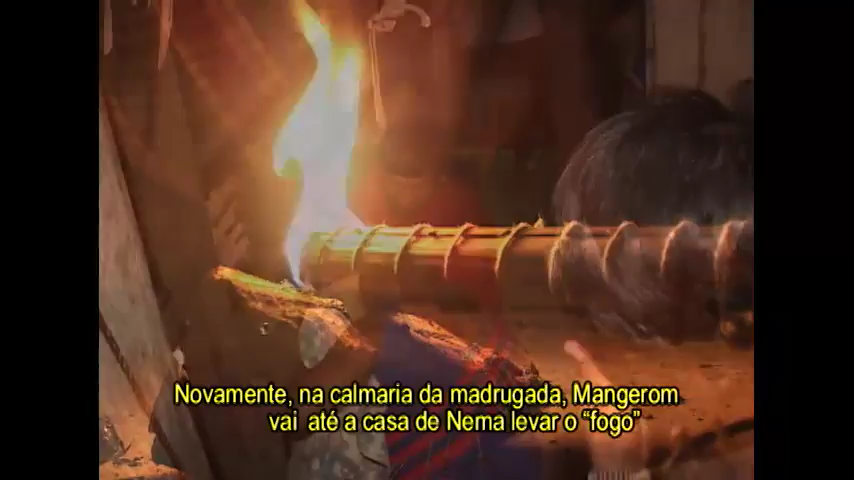 Novamente, na calmaria da madrugada, Mangerom
vai até a casa de Nema levar o “fogo”